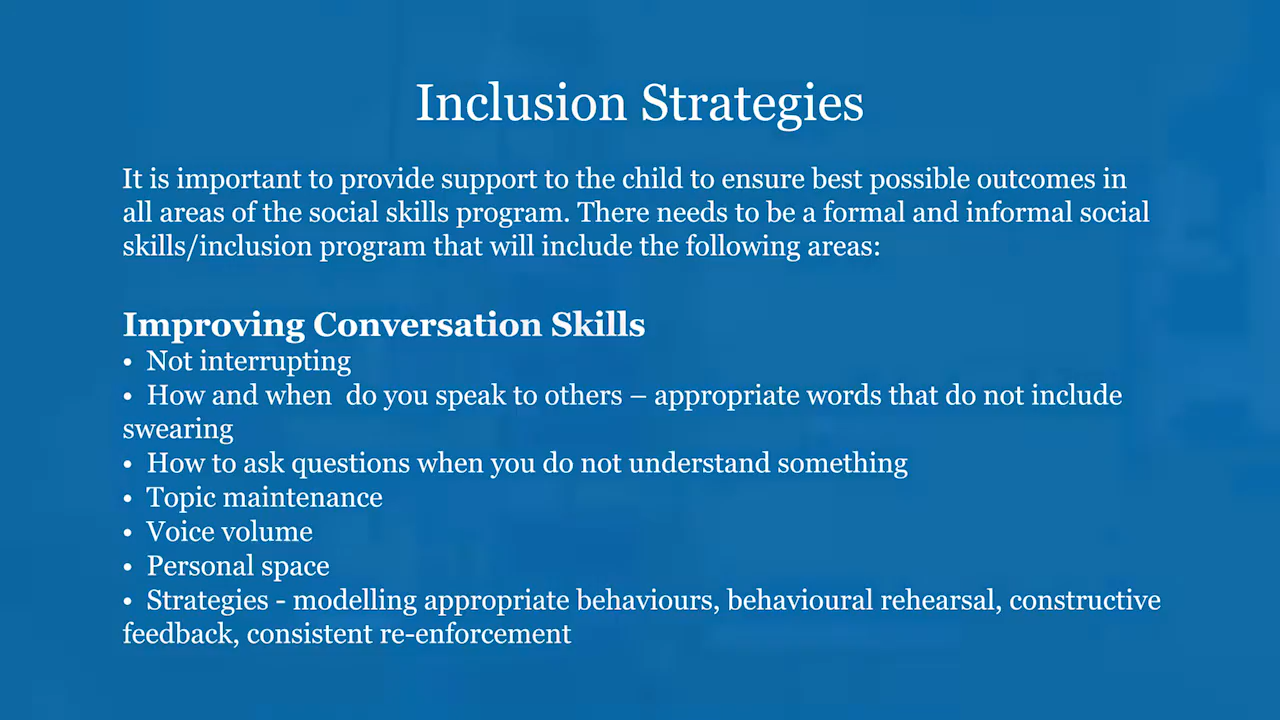 Inclusion Strategies
It is important to provide support to the child to ensure best possible outcomes in
all areas of the social skills program. There needs to be a formal and informal social
skills/inclusion program that will include the following areas:
Improving Conversation Skills
• Not interrupting
• How and when  do you speak to others – appropriate words that do not include
swearing
• How to ask questions when you do not understand something
• Topic maintenance
• Voice volume
• Personal space
• Strategies - modelling appropriate behaviours, behavioural rehearsal, constructive
feedback, consistent re-enforcement